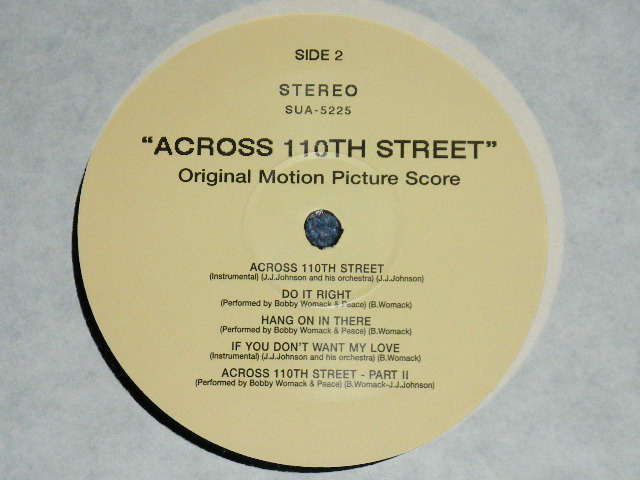 SIDE 2
STEREO
SUA-5225
“ACROSS 110TH STREET”
Original Motion Picture Score
ACROSS 110TH STREET
(Instrumental) (J.J.Johnson and his orchestra) (J.J.Johnson)
DO IT RIGHT
(Performed by Bobby Womack & Peace) (B.Womack)
HANG ON IN THERE
(Performed by Bobby Womack & Peace) (B.Womack)
IF YOU DON'T WANT MY LOVE
(Instrumental) (J.J.Johnson and his orchestra) (B.Womack)
ACROSS 110TH STREET - PART II
(Performed by Bobby Womack & Peace) (B.Womack-J.J.Johnson)